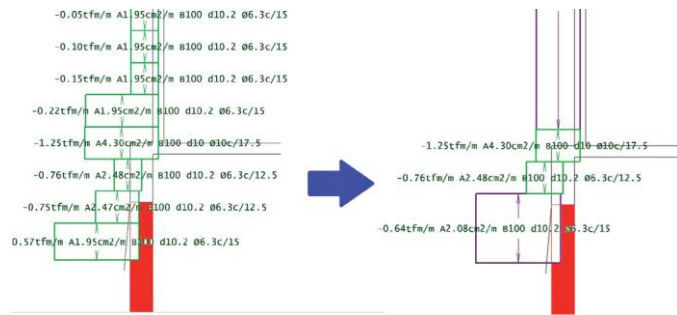 -0.05tfm/m A1.95cm2/m B100 d10.2 Ø6.3c/15
-0.10tfm/m A1.95cm2/m B100 d10.2 Ø6.3c/15
-0.15tfm/m A1.95cm2/m B100 d10.2 Ø6.3c/15
-0.22tfm/m A1.95cm2/m B100 d10.2 Ø6.3c/15
-1.25tfm/m A4.30cm2/m B100 d10 Ø10c/17.5
-0.76tfm/m A2.48cm2/m B100 d10.2 Ø6.3c/12.5
-0.75tfm/m A2.47cm2/m B100 d10.2 Ø6.3c/12.5
0.57tfm/m A1.95cm2/m B100 d10.2 Ø6.3c/15
-1.25tfm/m A4.30cm2/m B100 d10 Ø10c/17.5
-0.76tfm/m A2.48cm2/m B100 d10.2 Ø6.3c/12.5
-0.64tfm/m A2.08cm2/m B100 d10.2 Ø6.3c/15